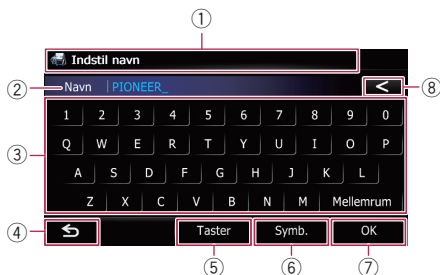 ①
Indstil navn
② Navn PIONEER_ < ⑧
1 2 3 4 5 6 7 8 9 0
Q W E R T Y U I O P
③
A S D F G H J K L
Z X C V B N M Mellemrum
④ Taster Symb. OK
⑤ ⑥ ⑦